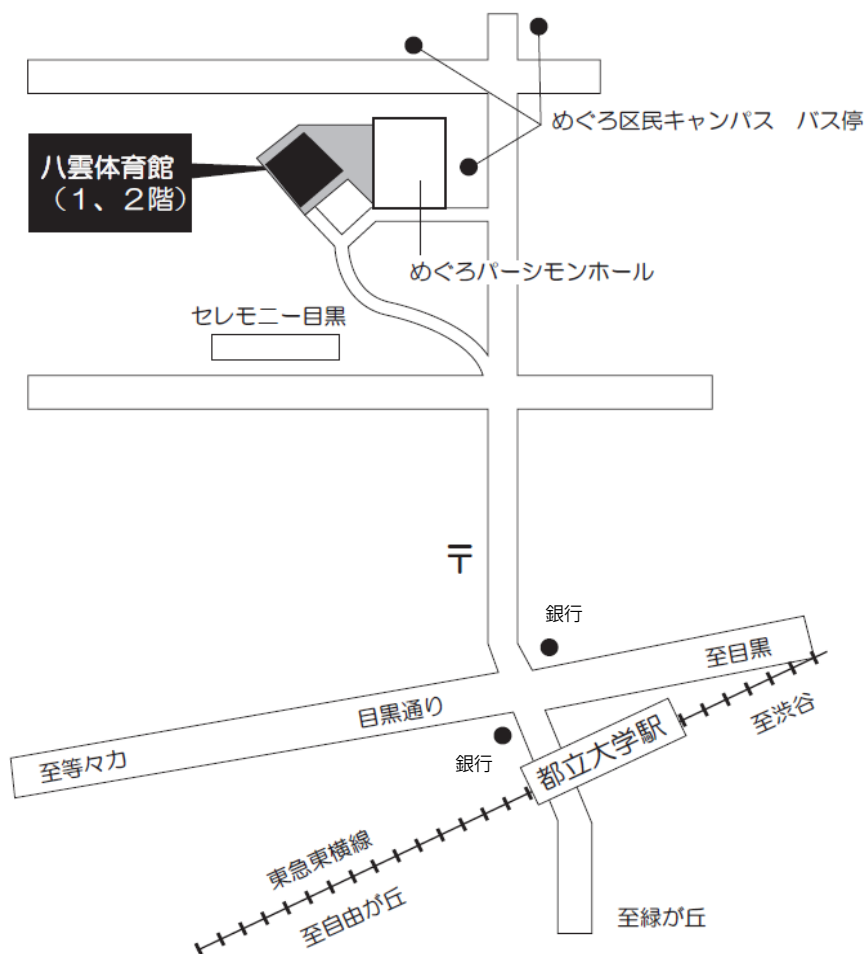 めぐろ区民キャンパス　バス停
八雲体育館
（１、２階）
めぐろパーシモンホール
セレモニー目黒
〒
銀行
至目黒
目黒通り
至渋谷
都立大学駅
銀行
至等々力
東急東横線
至自由が丘
至緑が丘